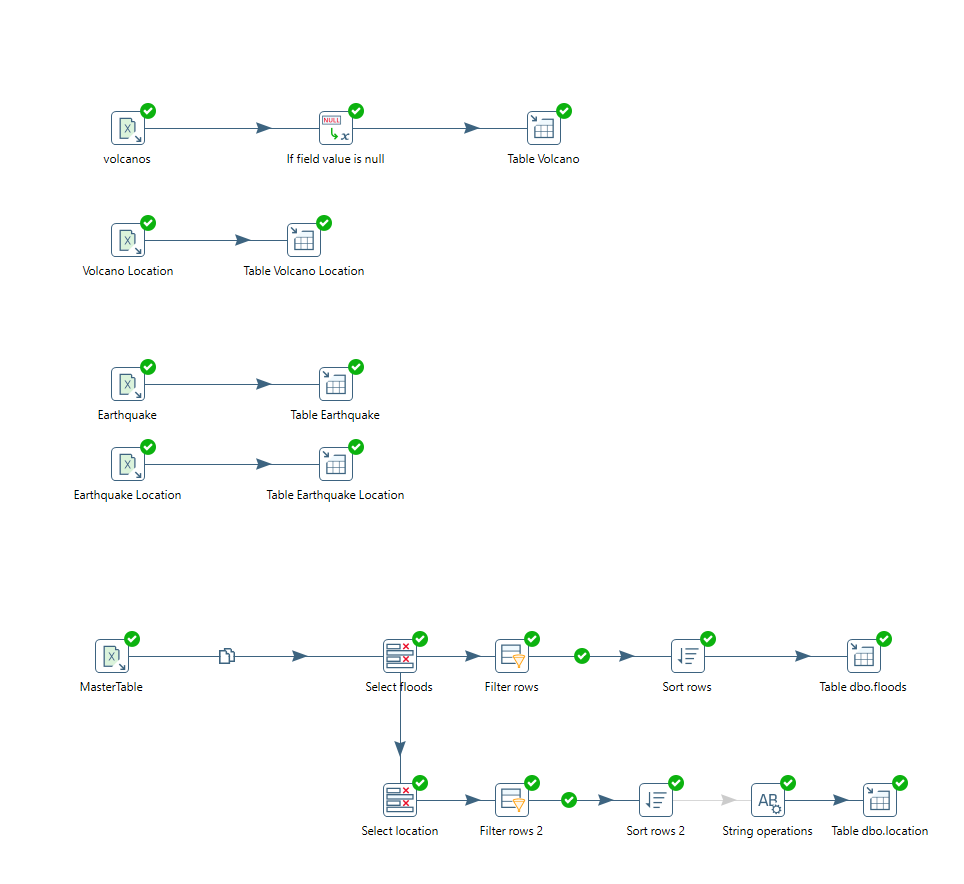 NULL
x
volcanos
If field value is null
Table Volcano
Volcano Location
Table Volcano Location
Earthquake
Table Earthquake
Earthquake Location
Table Earthquake Location
MasterTable
Select floods
Filter rows
Sort rows
Table dbo.floods
AB
Select location
Filter rows 2
Sort rows 2
String operations
Table dbo.location